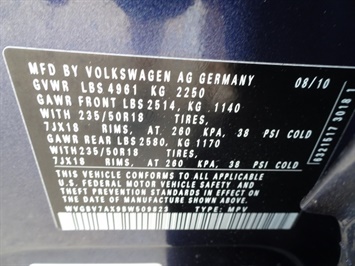 MFD BY VOLKSWAGEN AG GERMANY 08/10
GVWR LBS 4961 KG 2250
GAWR FRONT LBS 2514, KG 1140
WITH 235/50R18 TIRES,
7JX18 RIMS, AT 260 KPA, 38 PSI COLD
GAWR REAR LBS 2580, KG 1170
WITH 235/50R18 TIRES,
7JX18 RIMS, AT 260 KPA, 38 PSI COLD
THIS VEHICLE CONFORMS TO ALL APPLICABLE
U.S. FEDERAL MOTOR VEHICLE SAFETY AND
THEFT PREVENTION STANDARDS IN EFFECT ON
THE DATE OF MANUFACTURE SHOWN ABOVE.
TYPE: MPV